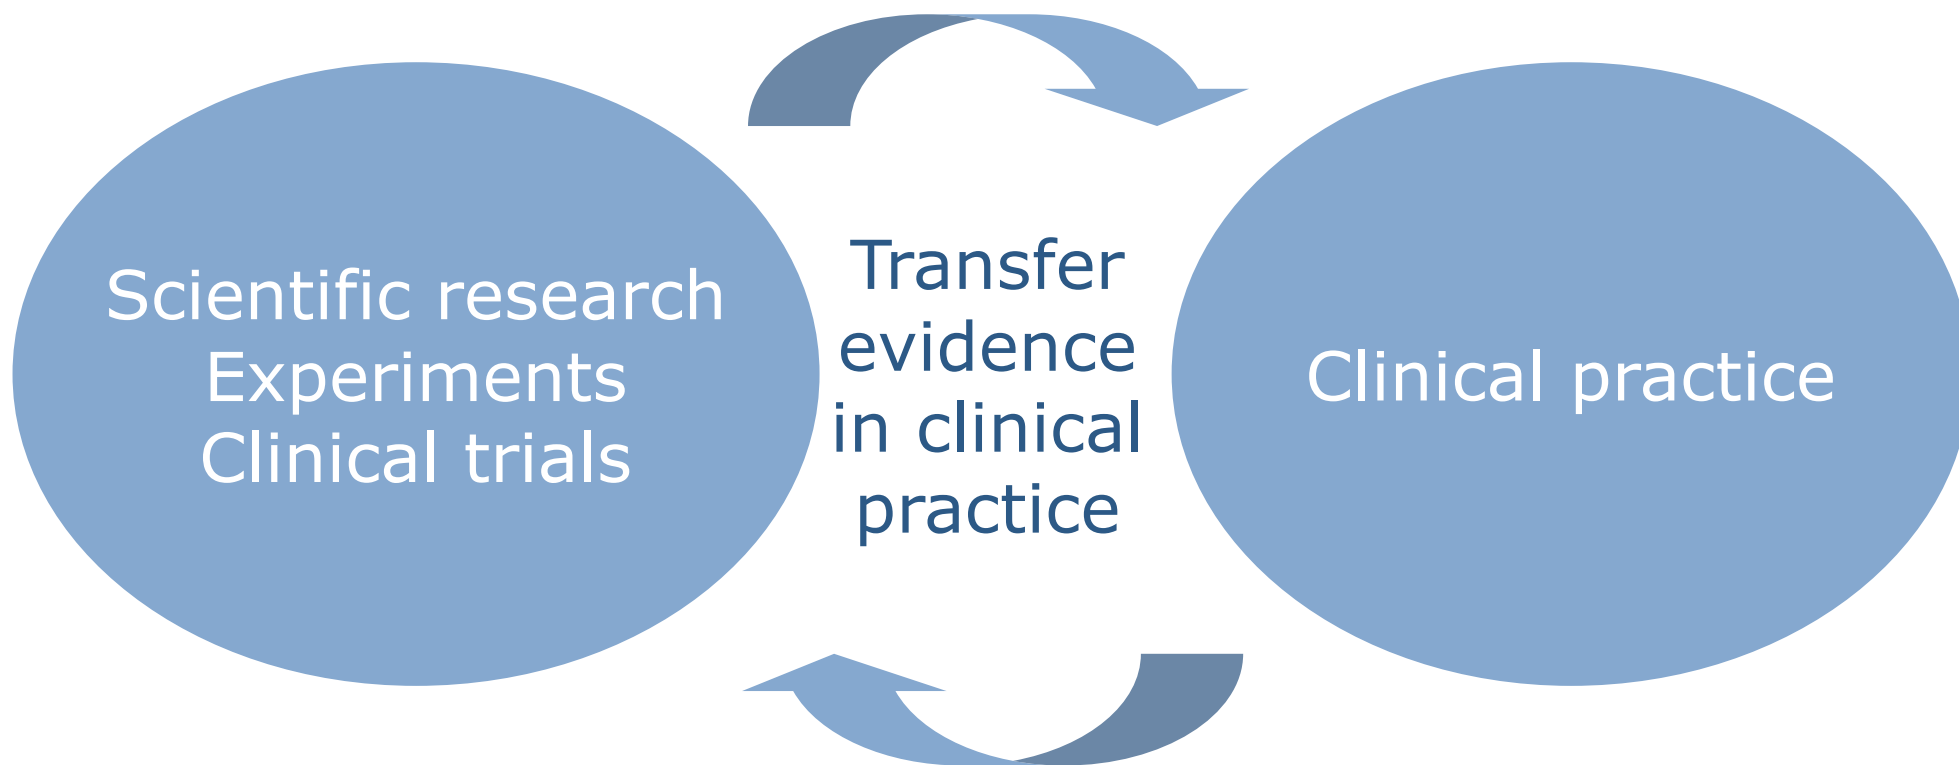 Scientific research
Experiments
Clinical trials
Transfer
evidence
in clinical
practice
Clinical practice